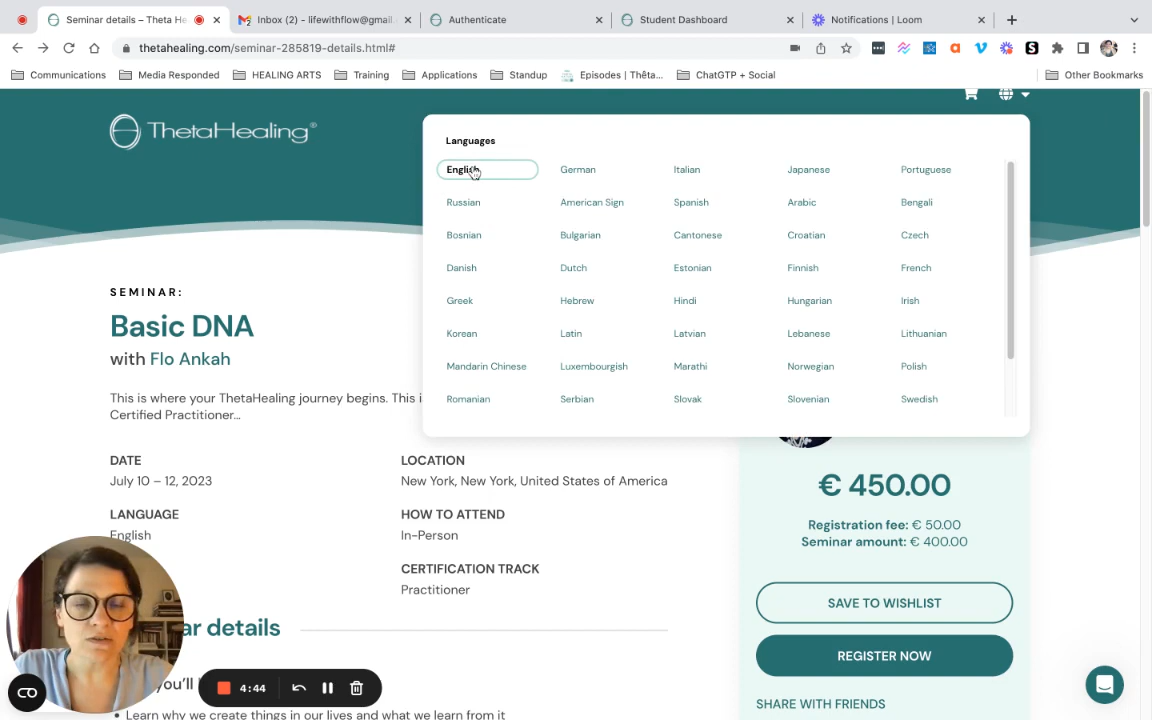 Seminar details – Theta He
Inbox (2) - lifewithflow@gmail.
Authenticate
Student Dashboard
Notifications | Loom
thetahealing.com/seminar-285819-details.html#
Communications
Media Responded
HEALING ARTS
Training
Applications
Standup
Episodes | Thêta...
ChatGTP + Social
Other Bookmarks
ThetaHealing®
Languages
English German Italian Japanese Portuguese
Russian American Sign Spanish Arabic Bengali
Bosnian Bulgarian Cantonese Croatian Czech
Danish Dutch Estonian Finnish French
Greek Hebrew Hindi Hungarian Irish
Korean Latin Latvian Lebanese Lithuanian
Mandarin Chinese Luxembourgish Marathi Norwegian Polish
Romanian Serbian Slovak Slovenian Swedish
SEMINAR:
Basic DNA
with Flo Ankah
This is where your ThetaHealing journey begins. This i
Certified Practitioner...
DATE
July 10 – 12, 2023
LOCATION
New York, New York, United States of America
LANGUAGE
English
HOW TO ATTEND
In-Person
CERTIFICATION TRACK
Practitioner
€ 450.00
Registration fee: € 50.00
Seminar amount: € 400.00
SAVE TO WISHLIST
REGISTER NOW
SHARE WITH FRIENDS
ar details
you'll l
Learn why we create things in our lives and what we learn from it
4:44